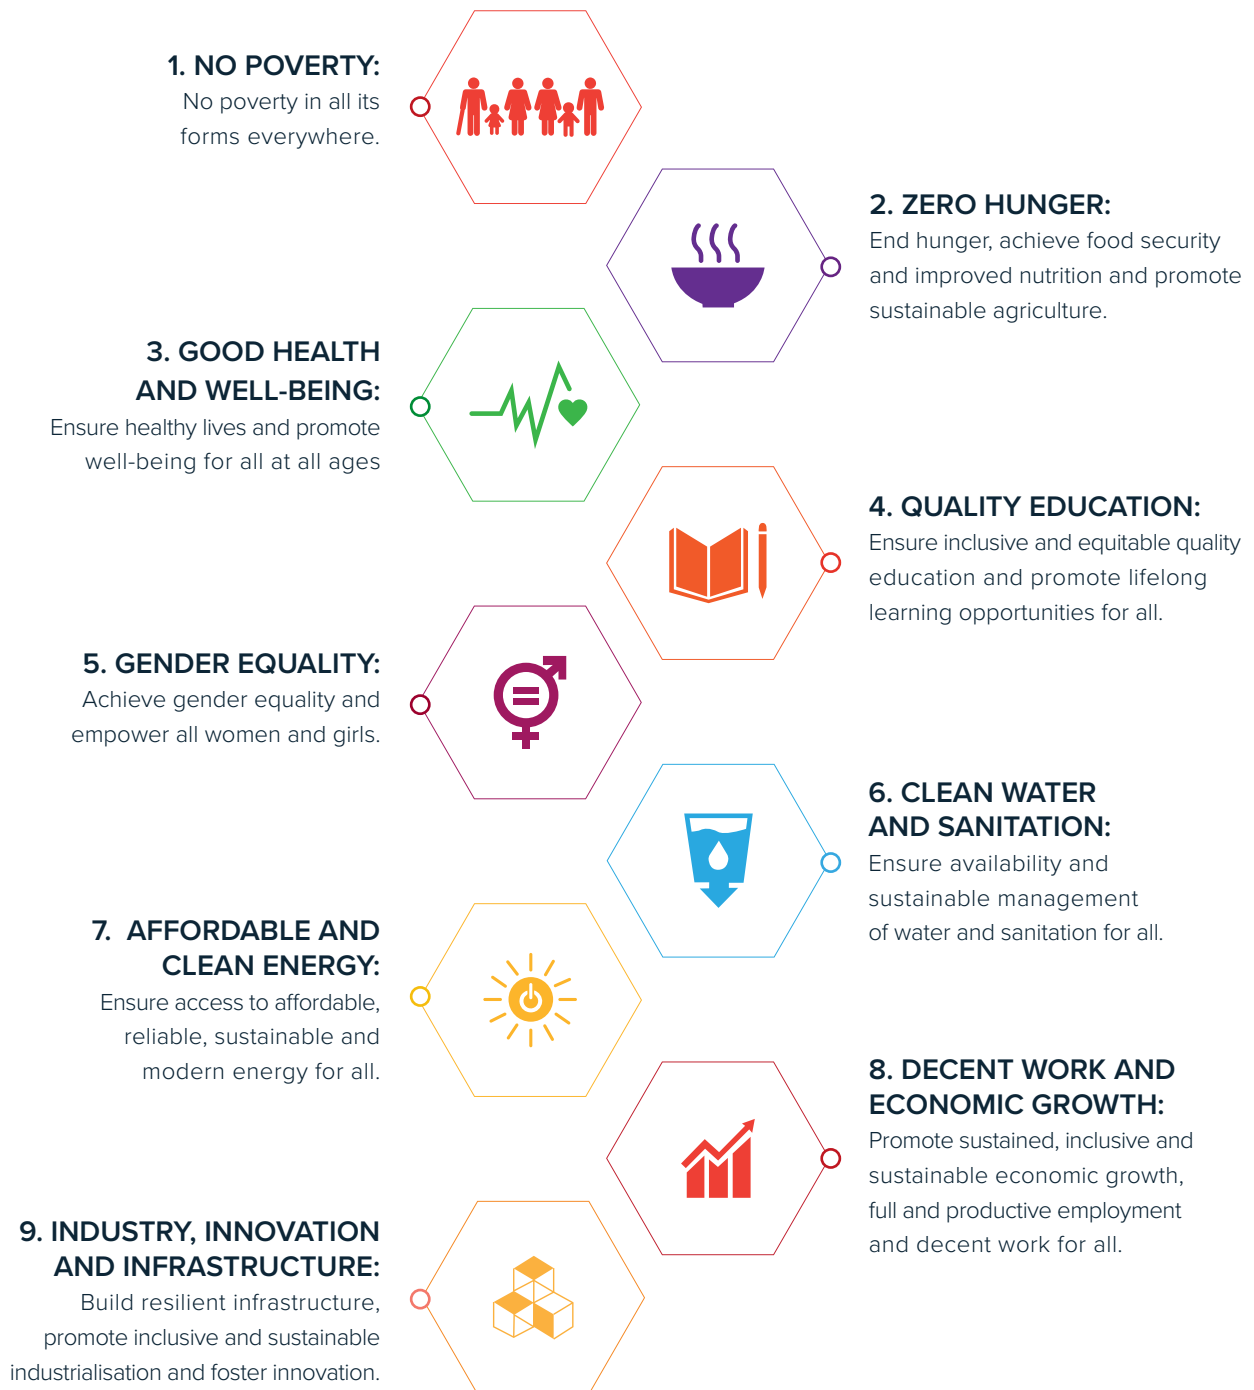 1. NO POVERTY:
No poverty in all its
forms everywhere.
2. ZERO HUNGER:
End hunger, achieve food security
and improved nutrition and promote
sustainable agriculture.
3. GOOD HEALTH
AND WELL-BEING:
Ensure healthy lives and promote
well-being for all at all ages
4. QUALITY EDUCATION:
Ensure inclusive and equitable quality
education and promote lifelong
learning opportunities for all.
5. GENDER EQUALITY:
Achieve gender equality and
empower all women and girls.
6. CLEAN WATER
AND SANITATION:
Ensure availability and
sustainable management
of water and sanitation for all.
7. AFFORDABLE AND
CLEAN ENERGY:
Ensure access to affordable,
reliable, sustainable and
modern energy for all.
8. DECENT WORK AND
ECONOMIC GROWTH:
Promote sustained, inclusive and
sustainable economic growth,
full and productive employment
and decent work for all.
9. INDUSTRY, INNOVATION
AND INFRASTRUCTURE:
Build resilient infrastructure,
promote inclusive and sustainable
industrialisation and foster innovation.